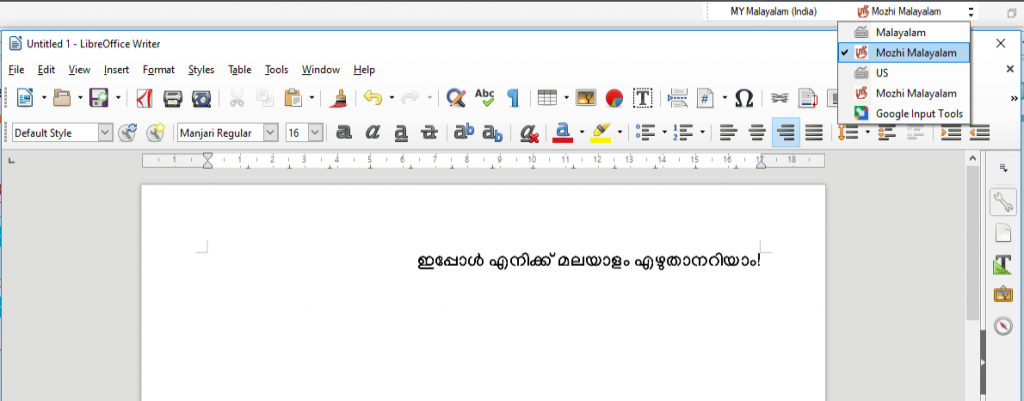 MY Malayalam (India) Mozhi Malayalam
Malayalam
Untitled 1 - LibreOffice Writer
Mozhi Malayalam
File Edit View Insert Format Styles Table Tools Window Help
US
Mozhi Malayalam
Google Input Tools
Default Style Manjari Regular 16
1 1 2 3 4 5 6 7 8 9 10 11 12 13 14 15 16 17 18
ഇപ്പോൾ എനിക്ക് മലയാളം എഴുതാനറിയാം!